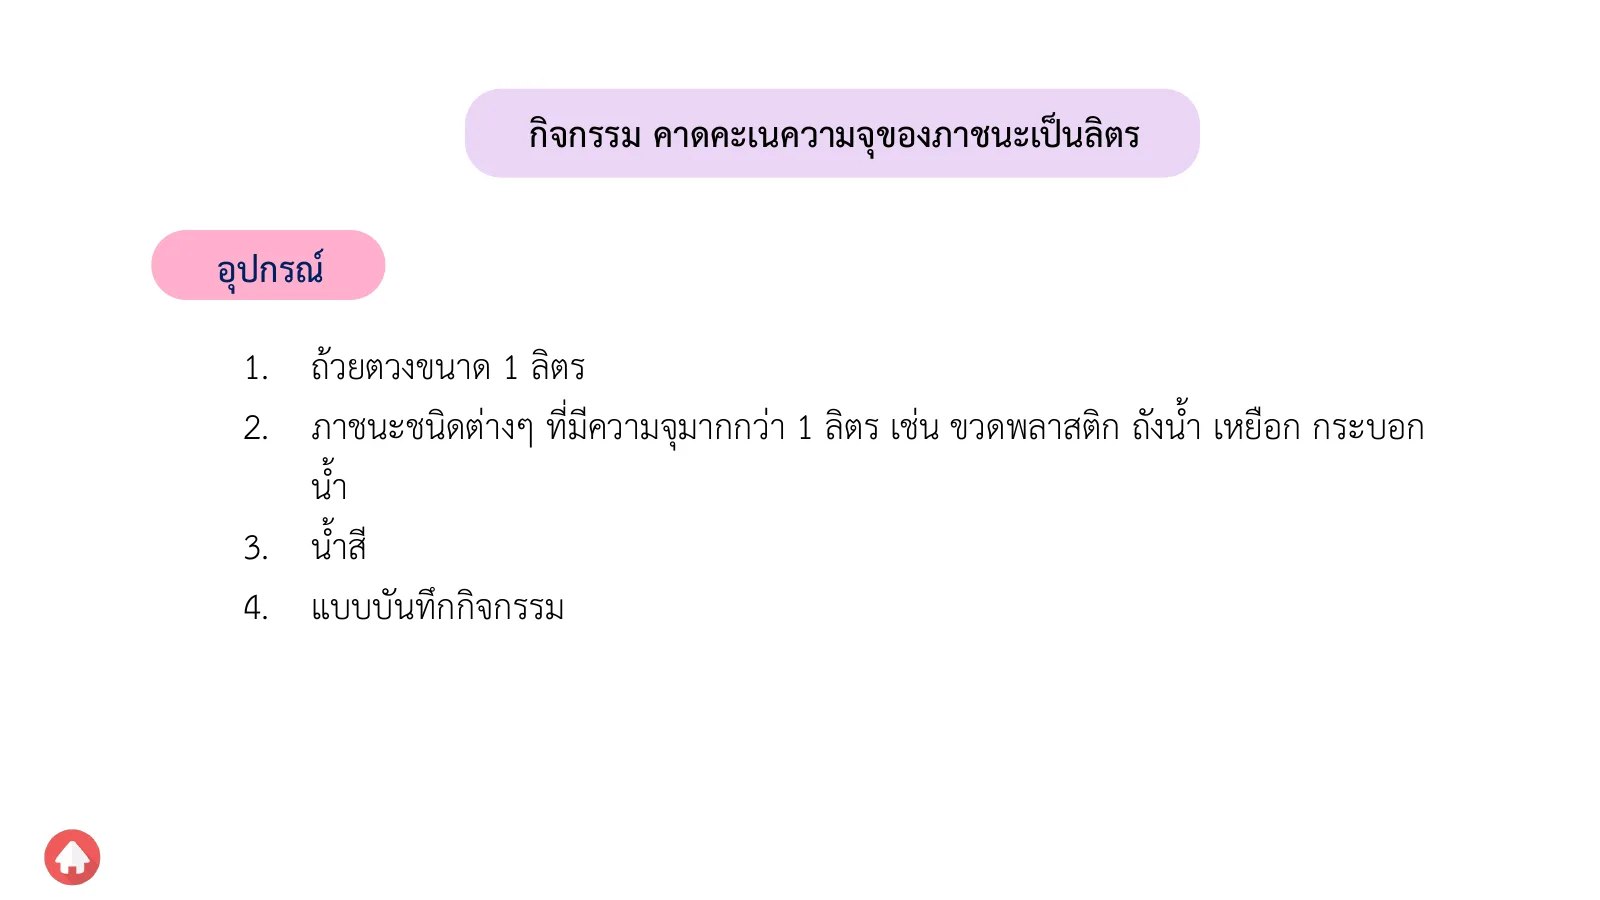 กิจกรรม คาดคะเนความจุของภาชนะเป็นลิตร
อุปกรณ์
1. ถ้วยตวงขนาด 1 ลิตร
2. ภาชนะชนิดต่างๆ ที่มีความจุมากกว่า 1 ลิตร เช่น ขวดพลาสติก ถังน้ำ เหยือก กระบอก
น้ำ
3. น้ำสี
4. แบบบันทึกกิจกรรม